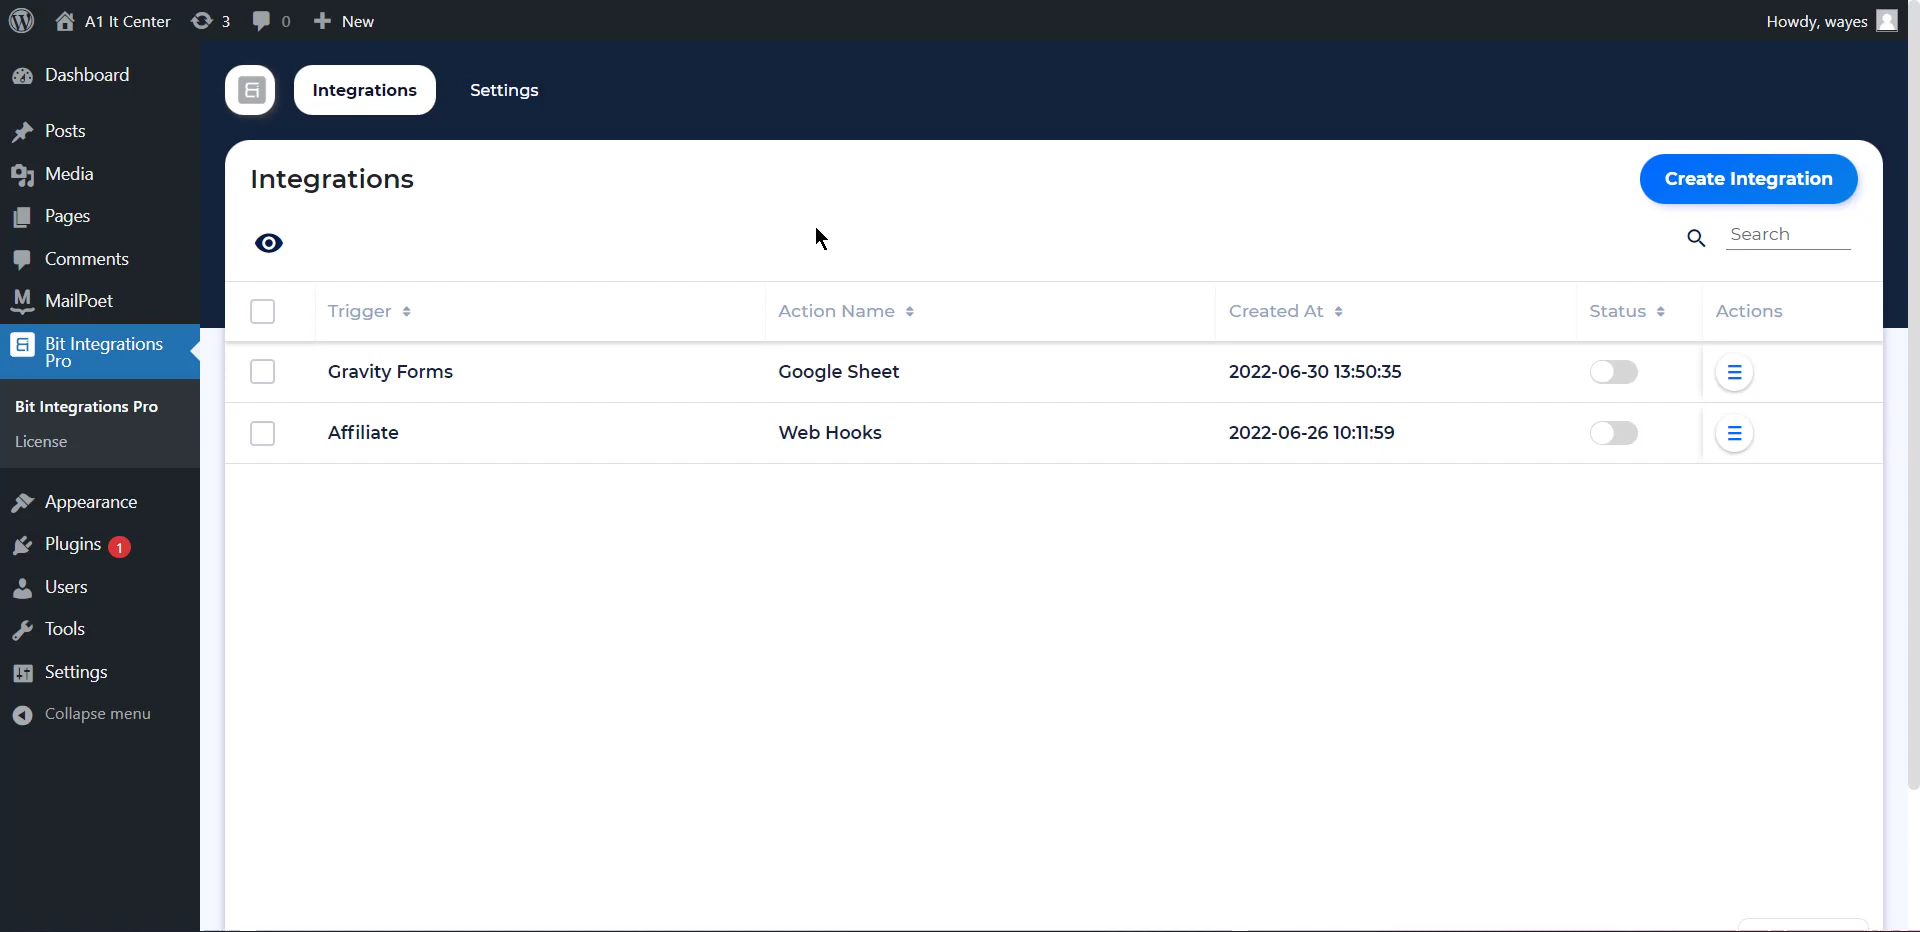 A1 It Center 3 0 New Howdy, wayes
Dashboard
Posts
Media
Pages
Comments
MailPoet
Bit Integrations
Pro
Bit Integrations Pro
License
Appearance
Plugins 1
Users
Tools
Settings
Collapse menu
Integrations Settings
Integrations Create Integration
Search
Trigger Action Name Created At Status Actions
Gravity Forms Google Sheet 2022-06-30 13:50:35
Affiliate Web Hooks 2022-06-26 10:11:59